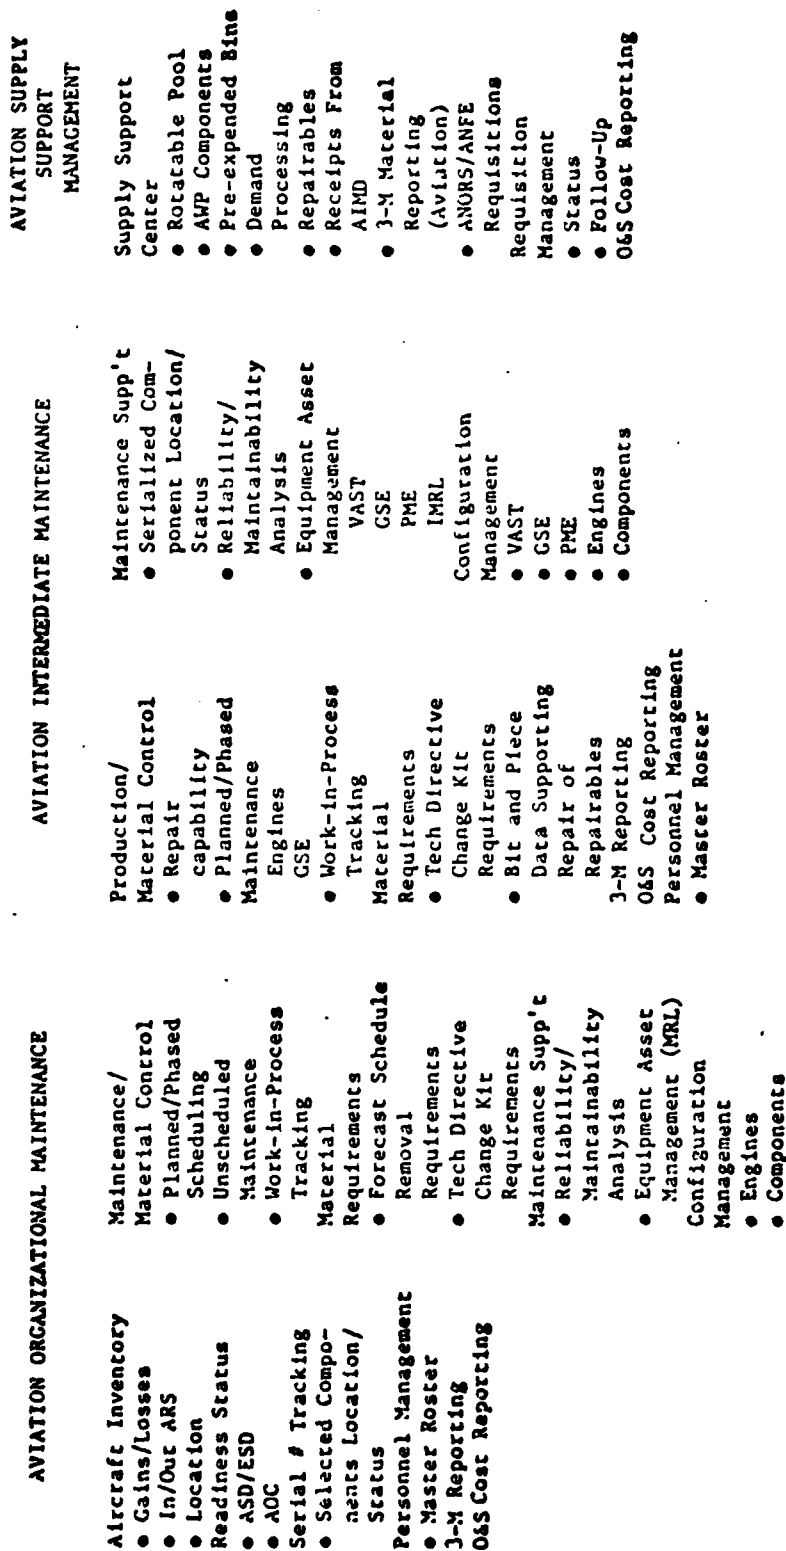 AVIATION ORGANIZATIONAL MAINTENANCE
Aircraft Inventory
● Gains/Losses
● In/Out ARS
● Location
Readiness Status
● ASD/ESD
● AOC
Serial # Tracking
● Selected Compo-
nents Location/
Status
Personnel Management
● Master Roster
3-M Reporting
O&S Cost Reporting
Maintenance/
Material Control
● Planned/Phased
Scheduling
● Unscheduled
Maintenance
● Work-in-Process
Tracking
Material
Requirements
● Forecast Schedule
Removal
Requirements
● Tech Directive
Change Kit
Requirements
Maintenance Supp't
● Reliability/
Maintainability
Analysis
● Equipment Asset
Management (MRL)
Configuration
Management
● Engines
● Components
AVIATION INTERMEDIATE MAINTENANCE
Production/
Material Control
● Repair
capability
● Planned/Phased
Maintenance
Engines
GSE
● Work-in-Process
Tracking
Material
Requirements
● Tech Directive
Change Kit
Requirements
● Bit and Piece
Data Supporting
Repair of
Repairables
3-M Reporting
O&S Cost Reporting
Personnel Management
● Master Roster
Maintenance Supp't
● Serialized Com-
ponent Location/
Status
● Reliability/
Maintainability
Analysis
● Equipment Asset
Management
VAST
GSE
PME
IMRL
Configuration
Management
● VAST
● GSE
● PME
● Engines
● Components
AVIATION SUPPLY
SUPPORT
MANAGEMENT
Supply Support
Center
● Rotatable Pool
● AWP Components
● Pre-expended Bins
● Demand
Processing
● Repairables
● Receipts From
AIMD
● 3-M Material
Reporting
(Aviation)
● ANORS/ANFE
Requisitions
Requisition
Management
● Status
● Follow-Up
O&S Cost Reporting